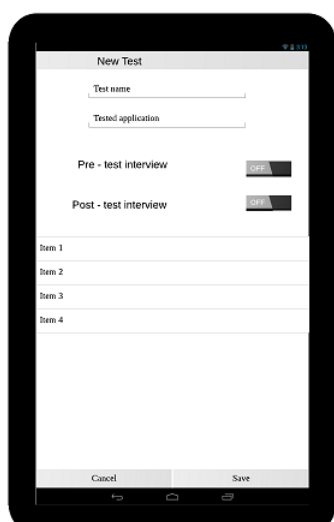 New Test
Test name
Tested application
Pre - test interview
OFF
Post - test interview
OFF
Item 1
Item 2
Item 3
Item 4
Cancel
Save